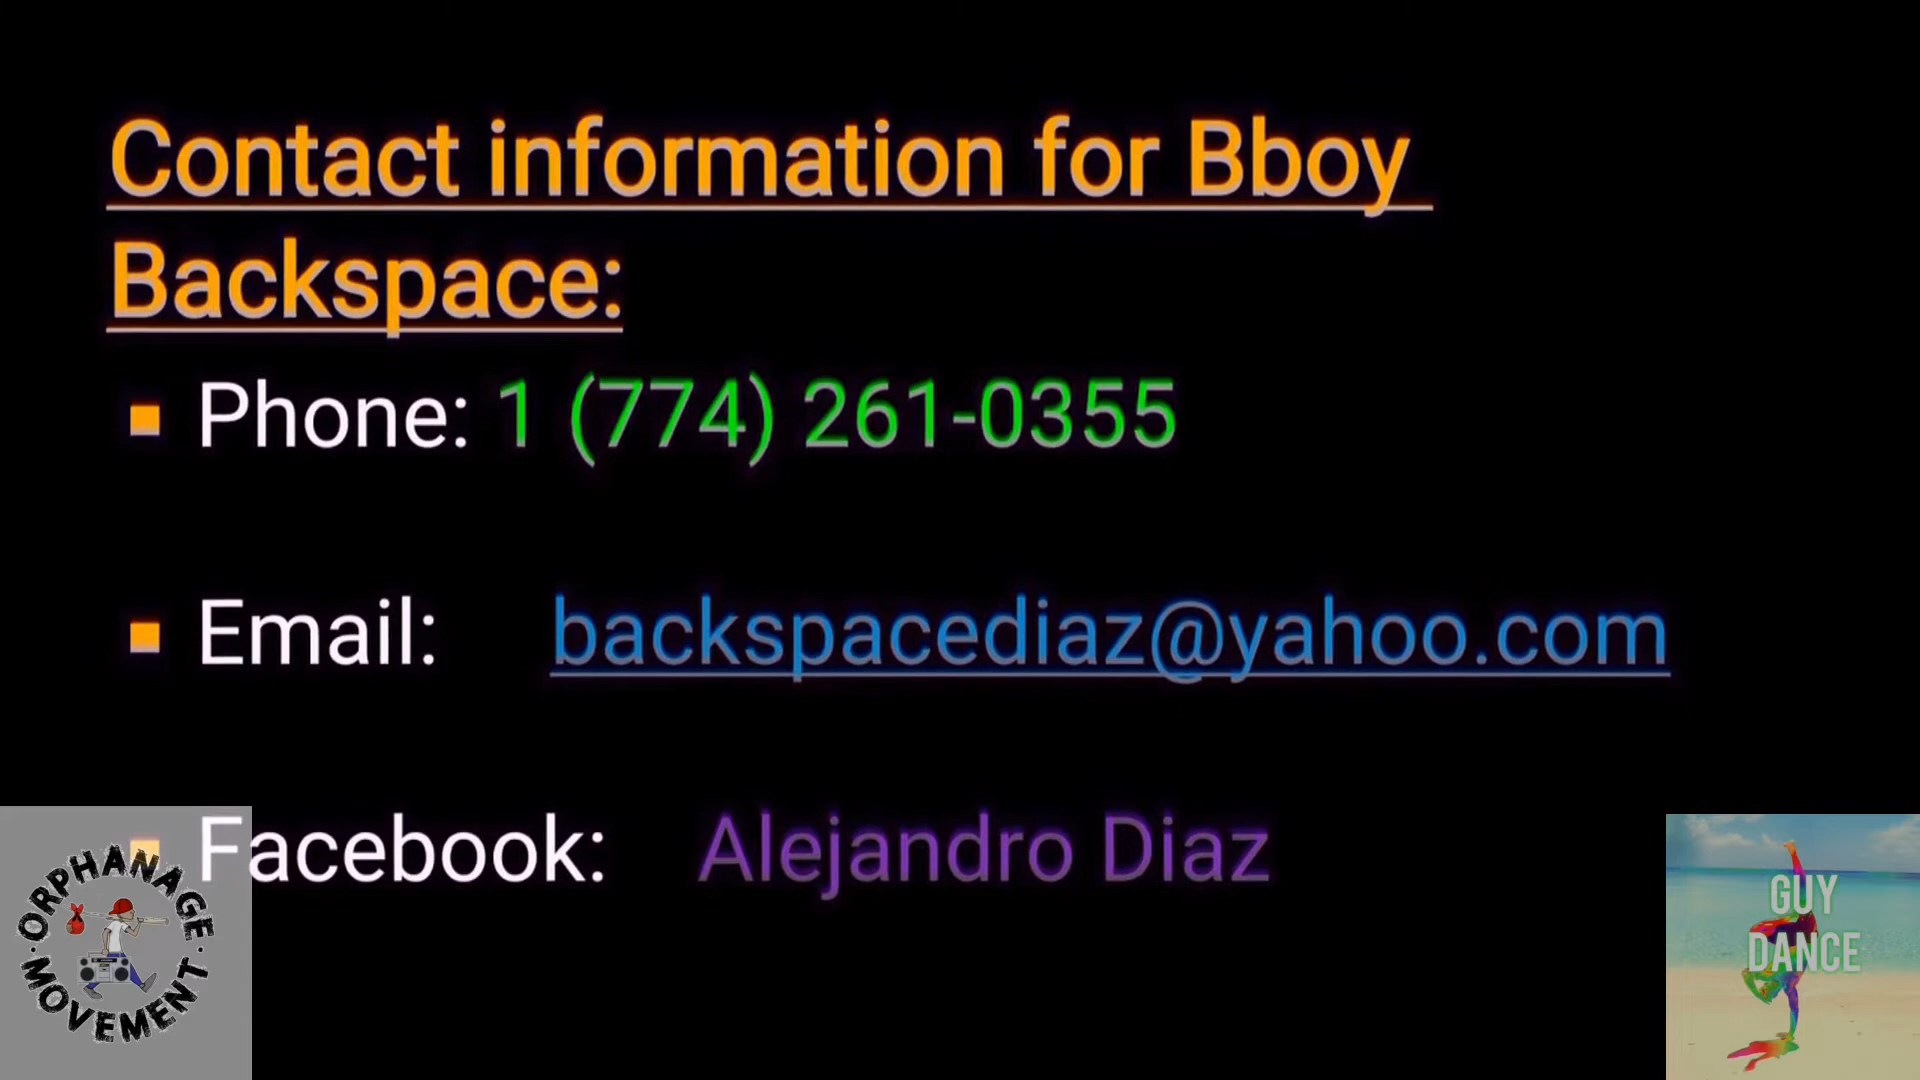 Contact information for Bboy
Backspace:
Phone: 1 (774) 261-0355
Email: backspacediaz@yahoo.com
Facebook: Alejandro Diaz
ORPHANAGE
MOVEMENT
GUY
DANCE